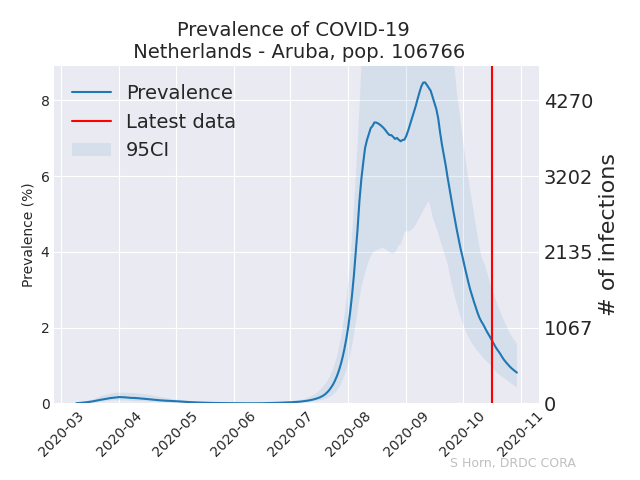 Prevalence of COVID-19
Netherlands - Aruba, pop. 106766
Prevalence
Latest data
95CI
Prevalence (%)
8
6
4
2
0
4270
3202
2135
1067
0
# of infections
2020-03
2020-04
2020-05
2020-06
2020-07
2020-08
2020-09
2020-10
2020-11
S Horn, DRDC CORA